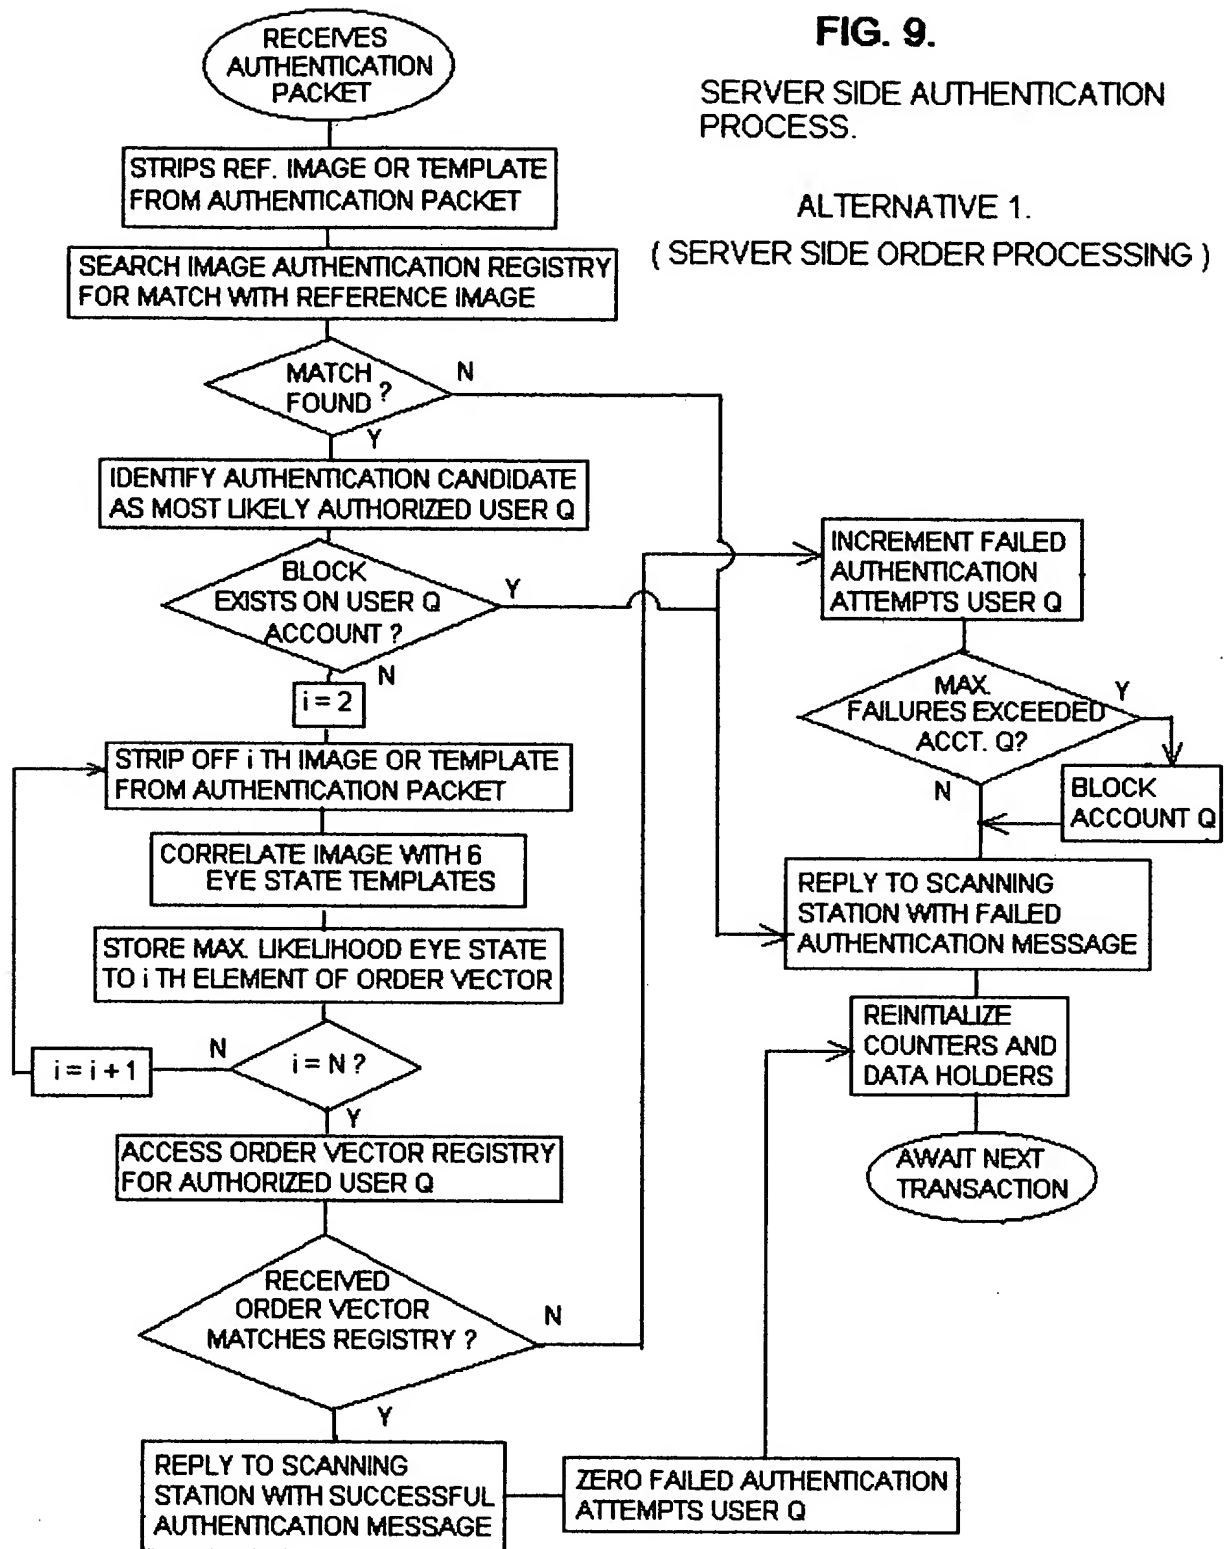 FIG. 9.
SERVER SIDE AUTHENTICATION
PROCESS.
ALTERNATIVE 1.
( SERVER SIDE ORDER PROCESSING )
RECEIVES
AUTHENTICATION
PACKET
STRIPS REF. IMAGE OR TEMPLATE
FROM AUTHENTICATION PACKET
SEARCH IMAGE AUTHENTICATION REGISTRY
FOR MATCH WITH REFERENCE IMAGE
MATCH
FOUND ?
N
Y
IDENTIFY AUTHENTICATION CANDIDATE
AS MOST LIKELY AUTHORIZED USER Q
BLOCK
EXISTS ON USER Q
ACCOUNT ?
Y
N
i = 2
STRIP OFF i TH IMAGE OR TEMPLATE
FROM AUTHENTICATION PACKET
CORRELATE IMAGE WITH 6
EYE STATE TEMPLATES
STORE MAX. LIKELIHOOD EYE STATE
TO i TH ELEMENT OF ORDER VECTOR
i = N ?
N
i = i + 1
Y
ACCESS ORDER VECTOR REGISTRY
FOR AUTHORIZED USER Q
RECEIVED
ORDER VECTOR
MATCHES REGISTRY ?
N
Y
REPLY TO SCANNING
STATION WITH SUCCESSFUL
AUTHENTICATION MESSAGE
ZERO FAILED AUTHENTICATION
ATTEMPTS USER Q
INCREMENT FAILED
AUTHENTICATION
ATTEMPTS USER Q
MAX.
FAILURES EXCEEDED
ACCT. Q?
Y
N
BLOCK
ACCOUNT Q
REPLY TO SCANNING
STATION WITH FAILED
AUTHENTICATION MESSAGE
REINITIALIZE
COUNTERS AND
DATA HOLDERS
AWAIT NEXT
TRANSACTION